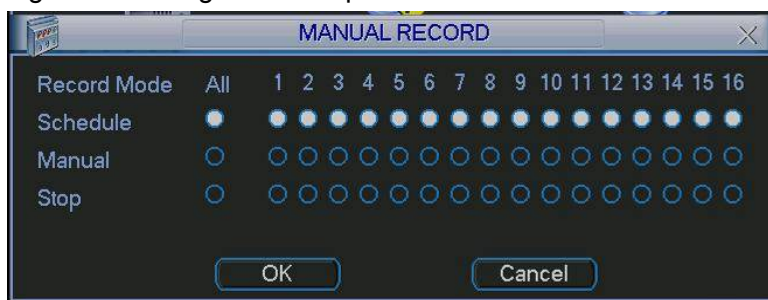 MANUAL RECORD
Record Mode All 1 2 3 4 5 6 7 8 9 10 11 12 13 14 15 16
Schedule
Manual
Stop
OK Cancel